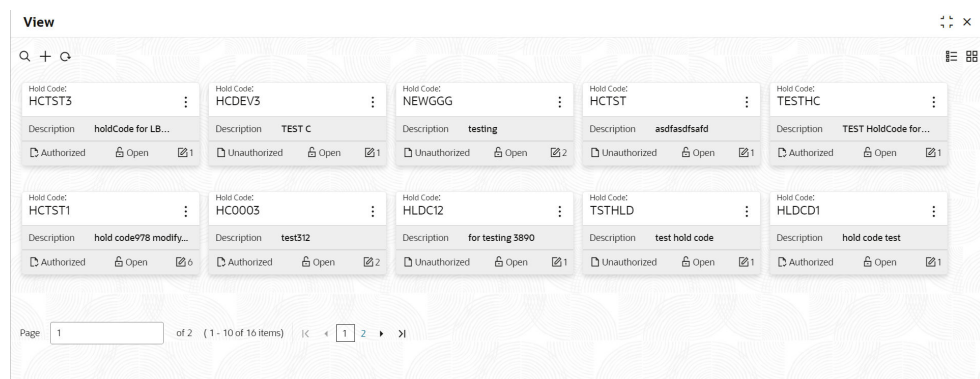 View
Hold Code: Hold Code: Hold Code: Hold Code: Hold Code:
HCTST3 HCDEV3 NEWGGG HCTST TESTHC
Description holdCode for LB... Description TEST C Description testing Description asdfasdfsafd Description TEST HoldCode for...
Authorized Open 1 Unauthorized Open 1 Unauthorized Open 2 Unauthorized Open 1 Authorized Open 1
Hold Code: Hold Code: Hold Code: Hold Code: Hold Code:
HCTST1 HC0003 HLDC12 TSTHLD HLDCD1
Description hold code978 modify... Description test312 Description for testing 3890 Description test hold code Description hold code test
Authorized Open 6 Authorized Open 2 Unauthorized Open 1 Unauthorized Open 1 Authorized Open 1
Page 1 of 2 ( 1 - 10 of 16 items) 1 2